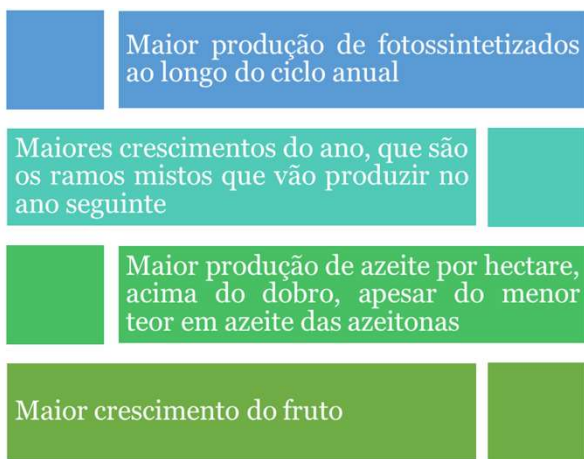 Maior produção de fotossintetizados
ao longo do ciclo anual
Maiores crescimentos do ano, que são
os ramos mistos que vão produzir no
ano seguinte
Maior produção de azeite por hectare,
acima do dobro, apesar do menor
teor em azeite das azeitonas
Maior crescimento do fruto